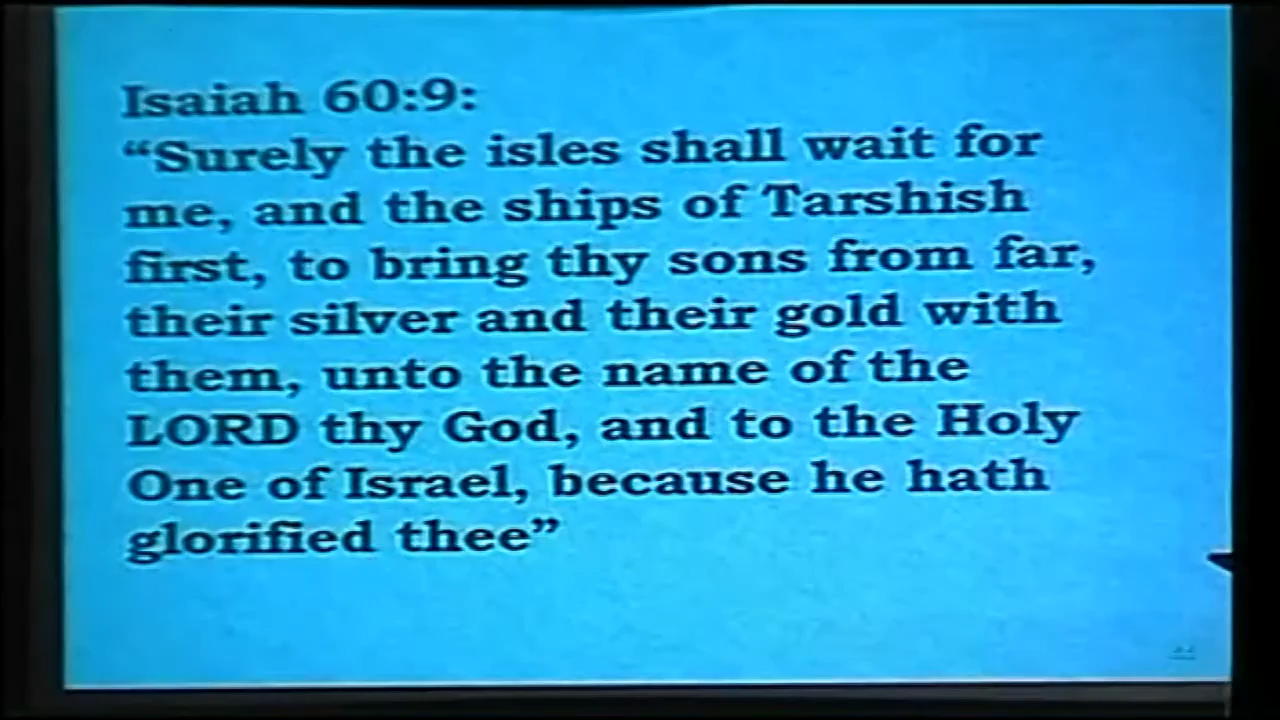 Isaiah 60:9:
“Surely the isles shall wait for
me, and the ships of Tarshish
first, to bring thy sons from far,
their silver and their gold with
them, unto the name of the
LORD thy God, and to the Holy
One of Israel, because he hath
glorified thee”